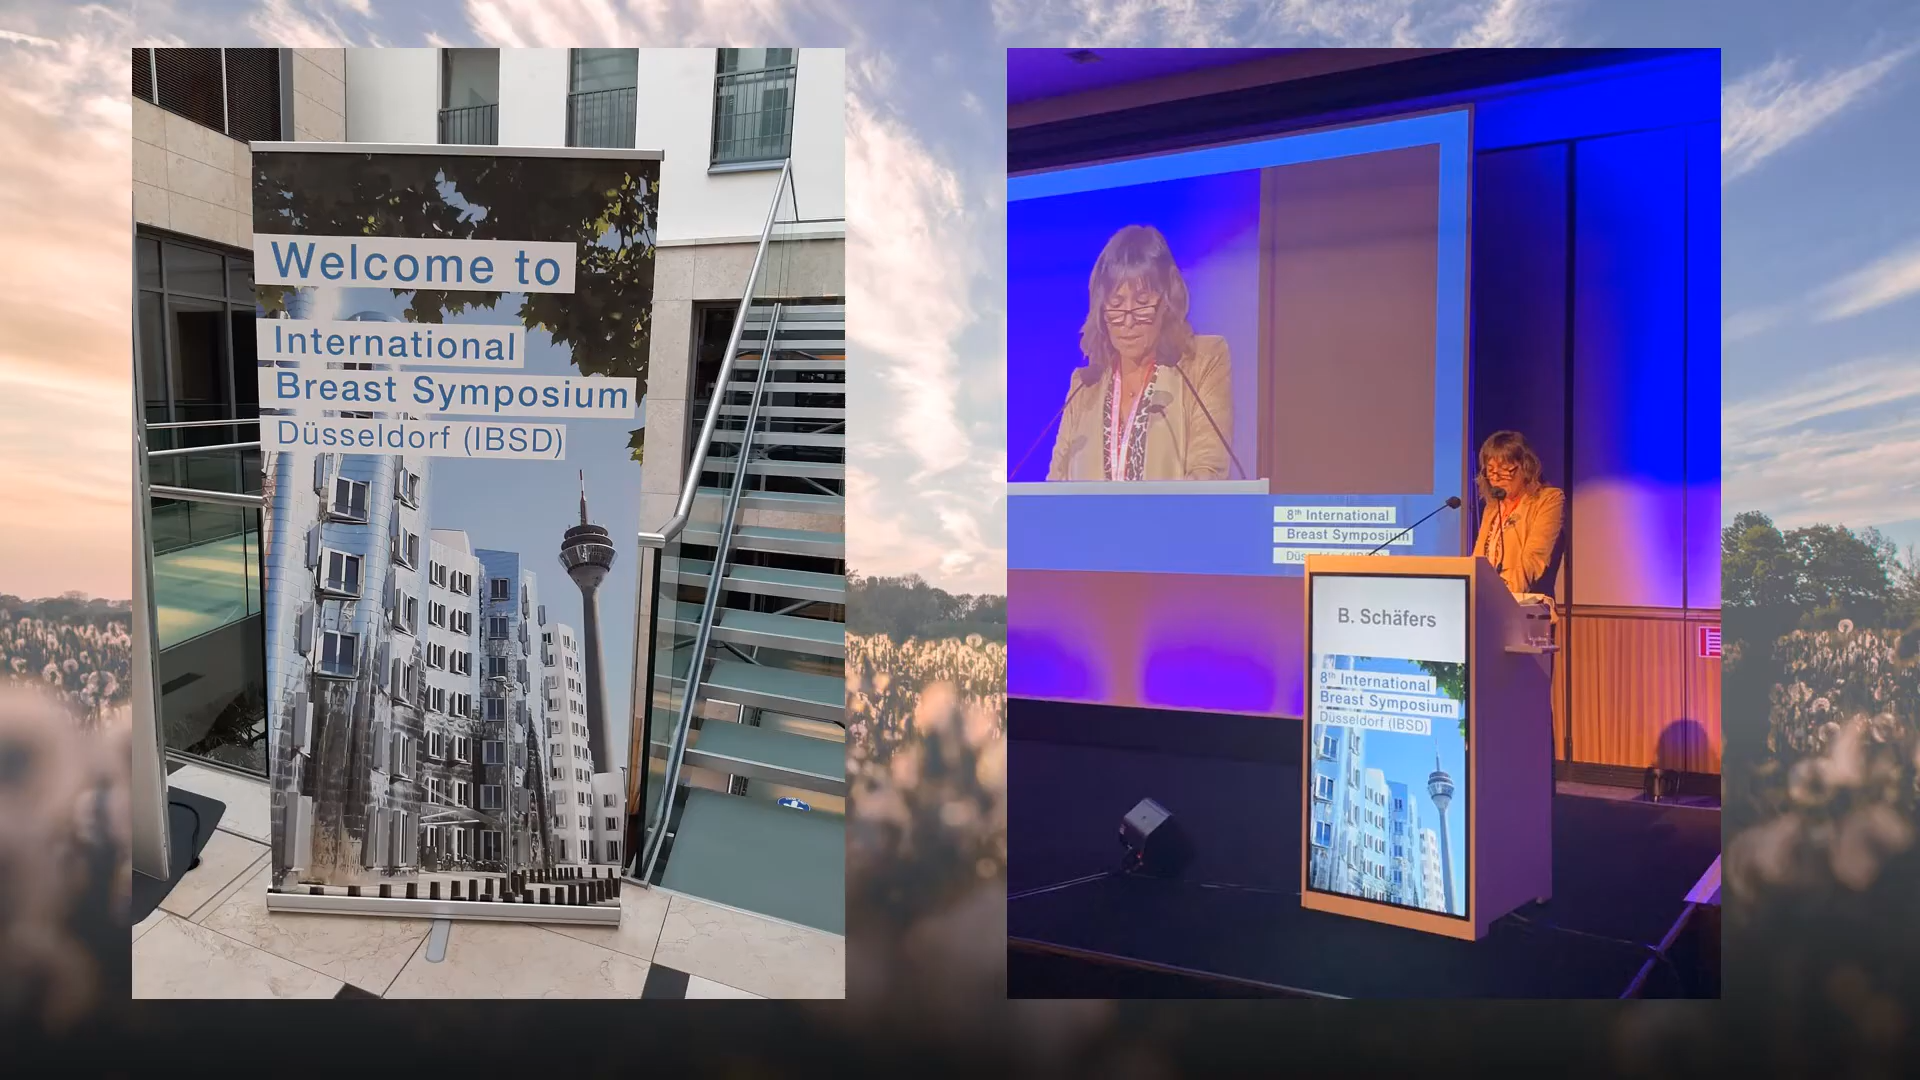 Welcome to
International
Breast Symposium
Düsseldorf (IBSD)
8th International
Breast Symposium
B. Schäfers
8th International
Breast Symposium
Düsseldorf (IBSD)